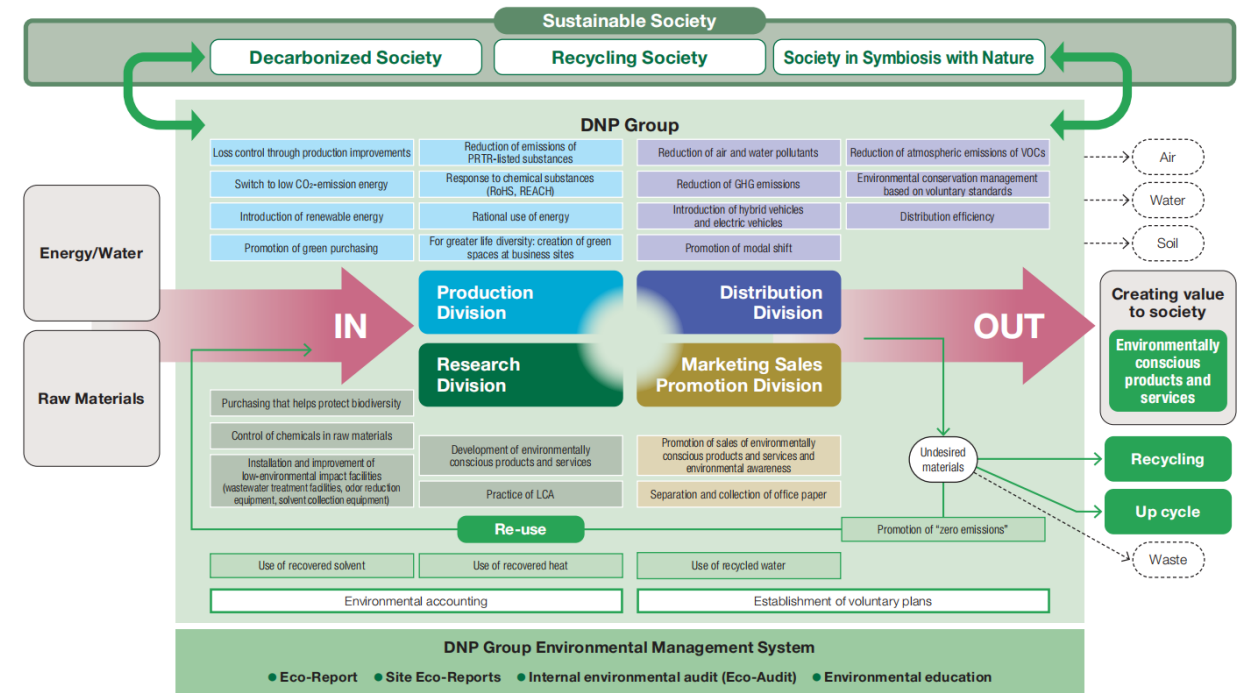 Sustainable Society
Decarbonized Society
Recycling Society
Society in Symbiosis with Nature
DNP Group
Loss control through production improvements
Reduction of emissions of
PRTR-listed substances
Reduction of air and water pollutants
Reduction of atmospheric emissions of VOCs
Switch to low CO₂-emission energy
Response to chemical substances
(RoHS, REACH)
Reduction of GHG emissions
Environmental conservation management
based on voluntary standards
Introduction of renewable energy
Rational use of energy
Introduction of hybrid vehicles
and electric vehicles
Distribution efficiency
Promotion of green purchasing
For greater life diversity: creation of green
spaces at business sites
Promotion of modal shift
Air
Water
Soil
Energy/Water
Raw Materials
IN
Production
Division
Distribution
Division
Research
Division
Marketing Sales
Promotion Division
OUT
Creating value
to society
Environmentally
conscious
products and
services
Purchasing that helps protect biodiversity
Control of chemicals in raw materials
Installation and improvement of
low-environmental impact facilities
(wastewater treatment facilities, odor reduction
equipment, solvent collection equipment)
Development of environmentally
conscious products and services
Practice of LCA
Promotion of sales of environmentally
conscious products and services and
environmental awareness
Separation and collection of office paper
Undesired
materials
Recycling
Up cycle
Waste
Re-use
Promotion of “zero emissions”
Use of recovered solvent
Use of recovered heat
Use of recycled water
Environmental accounting
Establishment of voluntary plans
DNP Group Environmental Management System
● Eco-Report ● Site Eco-Reports ● Internal environmental audit (Eco-Audit) ● Environmental education